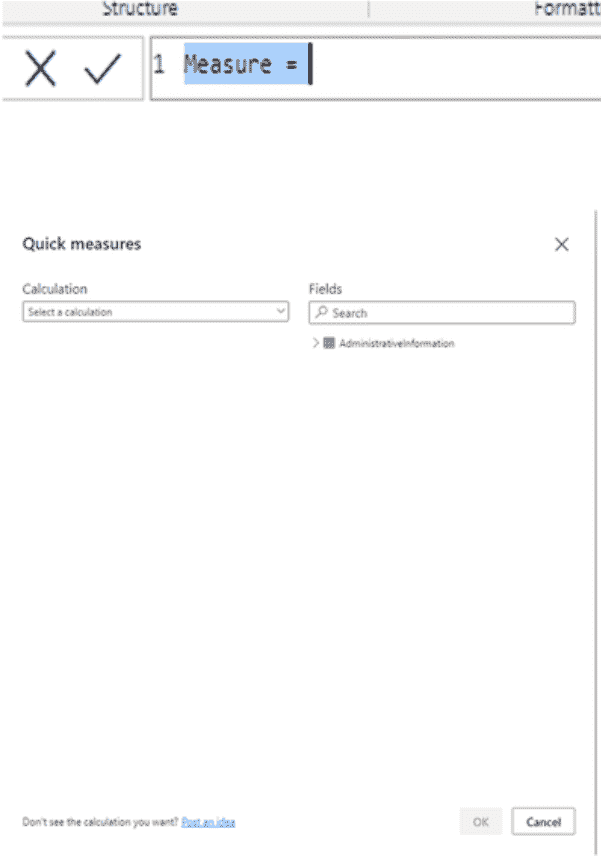 Structure Formatt
1 Measure =
Quick measures
Calculation Fields
Select a calculation Search
AdministrativeInformation
Don't see the calculation you want? Post an idea OK Cancel